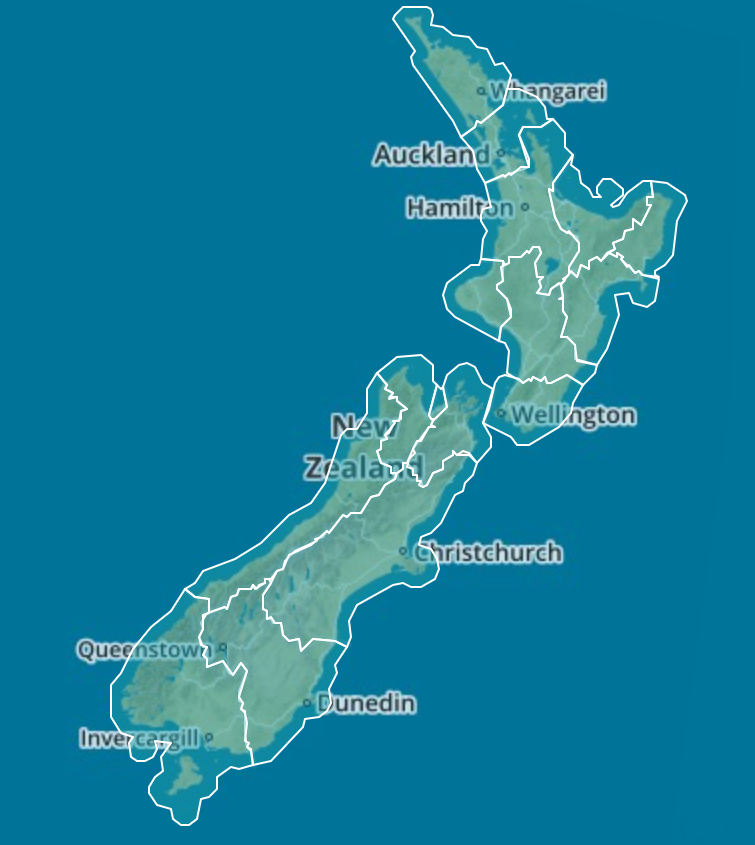 Whangarei
Auckland
Hamilton
Wellington
New
Zealand
Christchurch
Queenstown
Dunedin
Invercargill